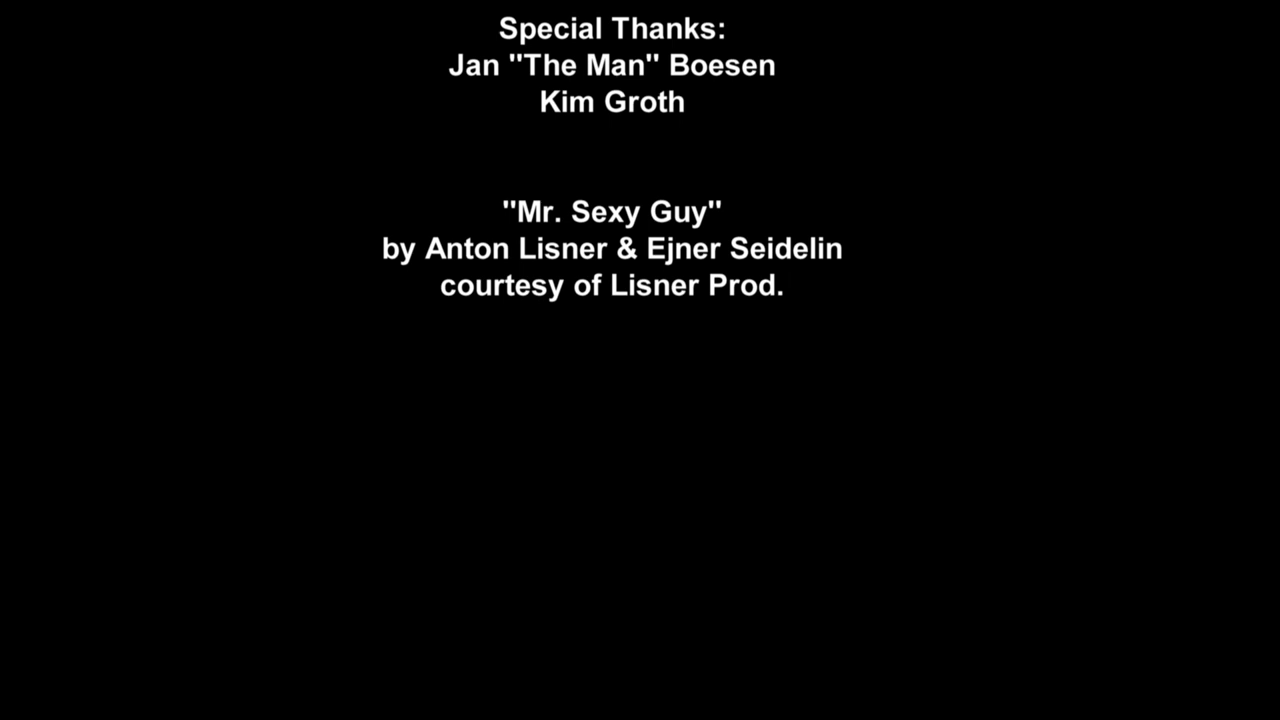 Special Thanks:
Jan "The Man" Boesen
Kim Groth
"Mr. Sexy Guy"
by Anton Lisner & Ejner Seidelin
courtesy of Lisner Prod.